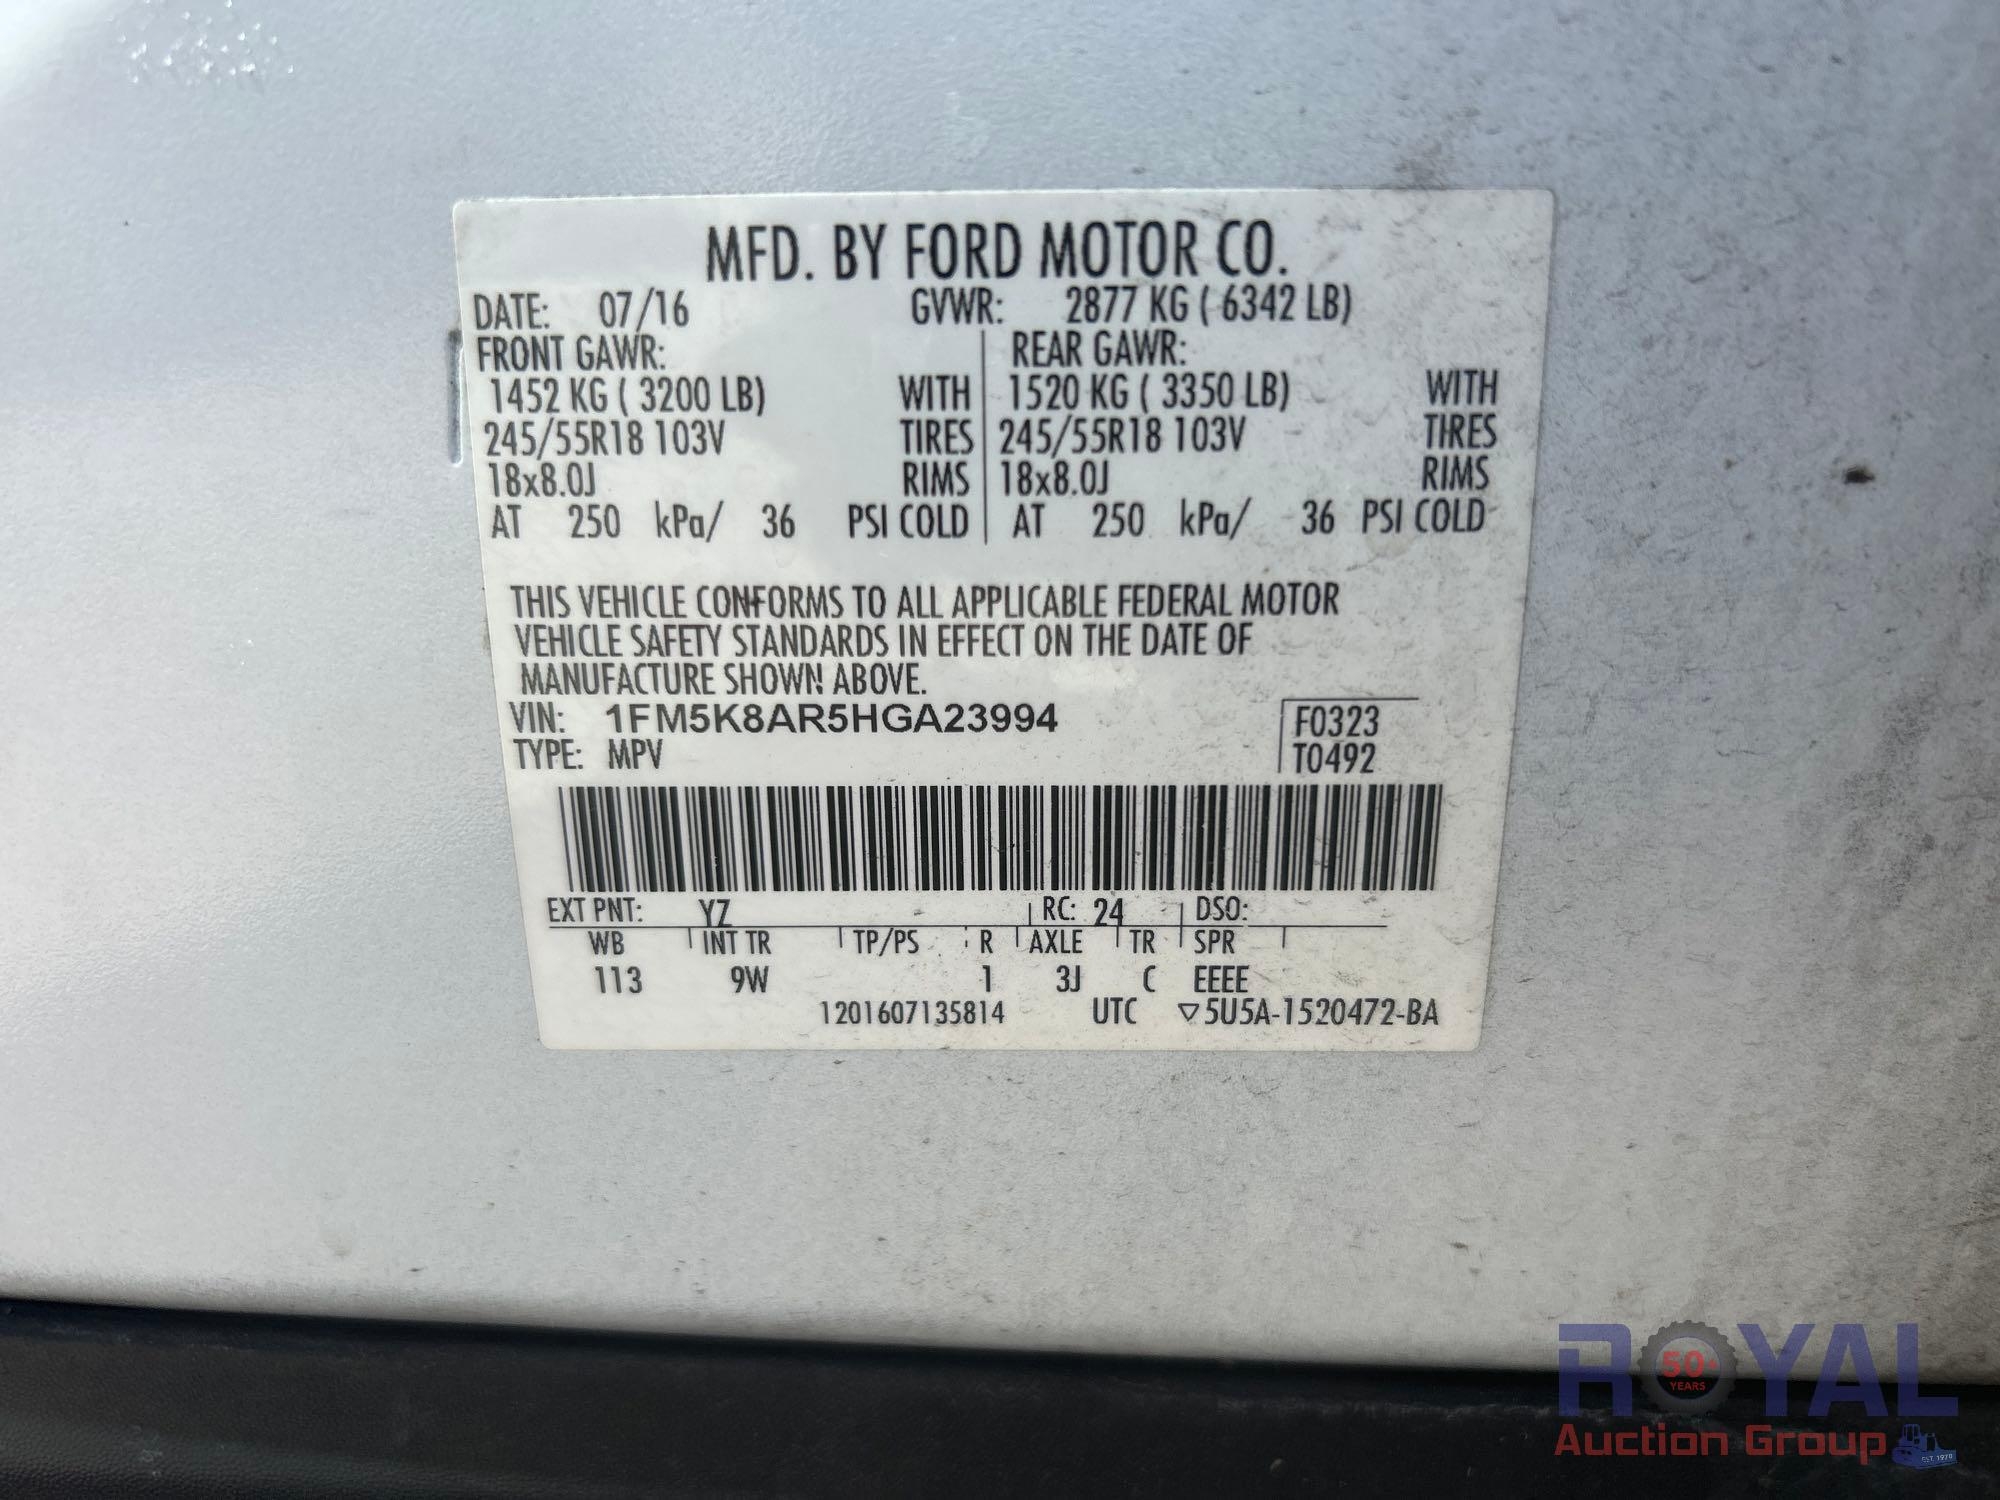 MFD. BY FORD MOTOR CO.
DATE: 07/16 GVWR: 2877 KG ( 6342 LB)
FRONT GAWR: REAR GAWR:
1452 KG ( 3200 LB) WITH 1520 KG ( 3350 LB) WITH
245/55R18 103V TIRES 245/55R18 103V TIRES
18x8.0J RIMS 18x8.0J RIMS
AT 250 kPa/ 36 PSI COLD AT 250 kPa/ 36 PSI COLD
THIS VEHICLE CONFORMS TO ALL APPLICABLE FEDERAL MOTOR
VEHICLE SAFETY STANDARDS IN EFFECT ON THE DATE OF
MANUFACTURE SHOWN ABOVE.
VIN: 1FM5K8AR5HGA23994 F0323
TYPE: MPV T0492
EXT PNT: YZ RC: 24 DSO:
WB INT TR TP/PS R AXLE TR SPR
113 9W 1 3J C EEEE
1201607135814 UTC ▽5U5A-1520472-BA
ROYAL
50+
YEARS
Auction Group
EST. 1970